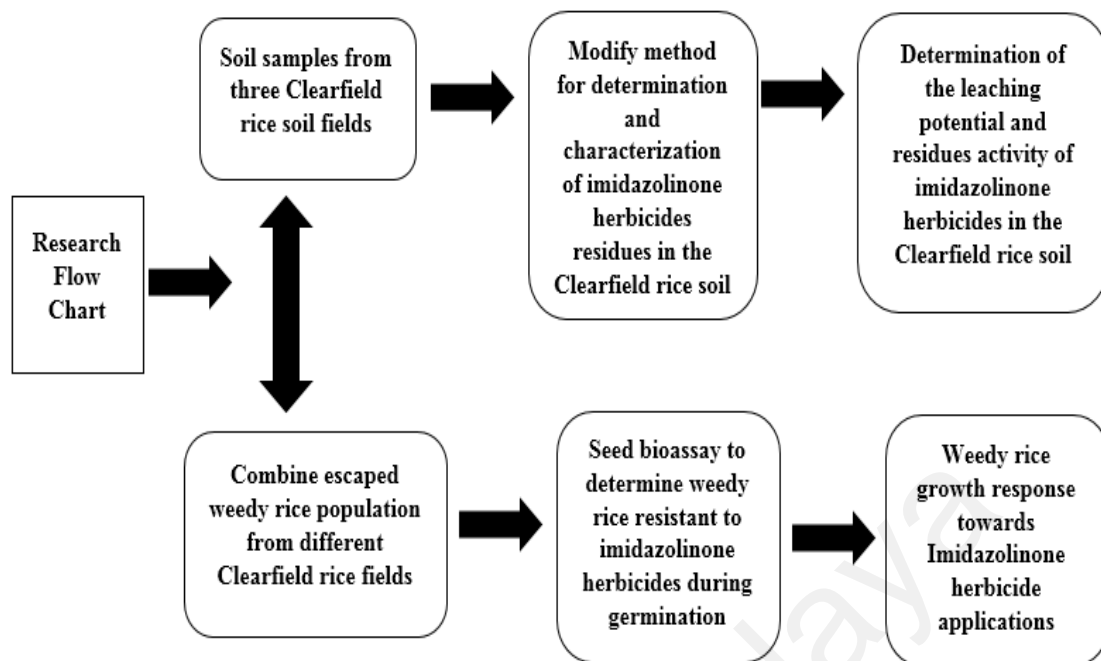 Research
Flow
Chart
Soil samples from
three Clearfield
rice soil fields
Modify method
for determination
and
characterization
of imidazolinone
herbicides
residues in the
Clearfield rice soil
Determination of
the leaching
potential and
residues activity of
imidazolinone
herbicides in the
Clearfield rice soil
Combine escaped
weedy rice population
from different
Clearfield rice fields
Seed bioassay to
determine weedy
rice resistant to
imidazolinone
herbicides during
germination
Weedy rice
growth response
towards
Imidazolinone
herbicide
applications